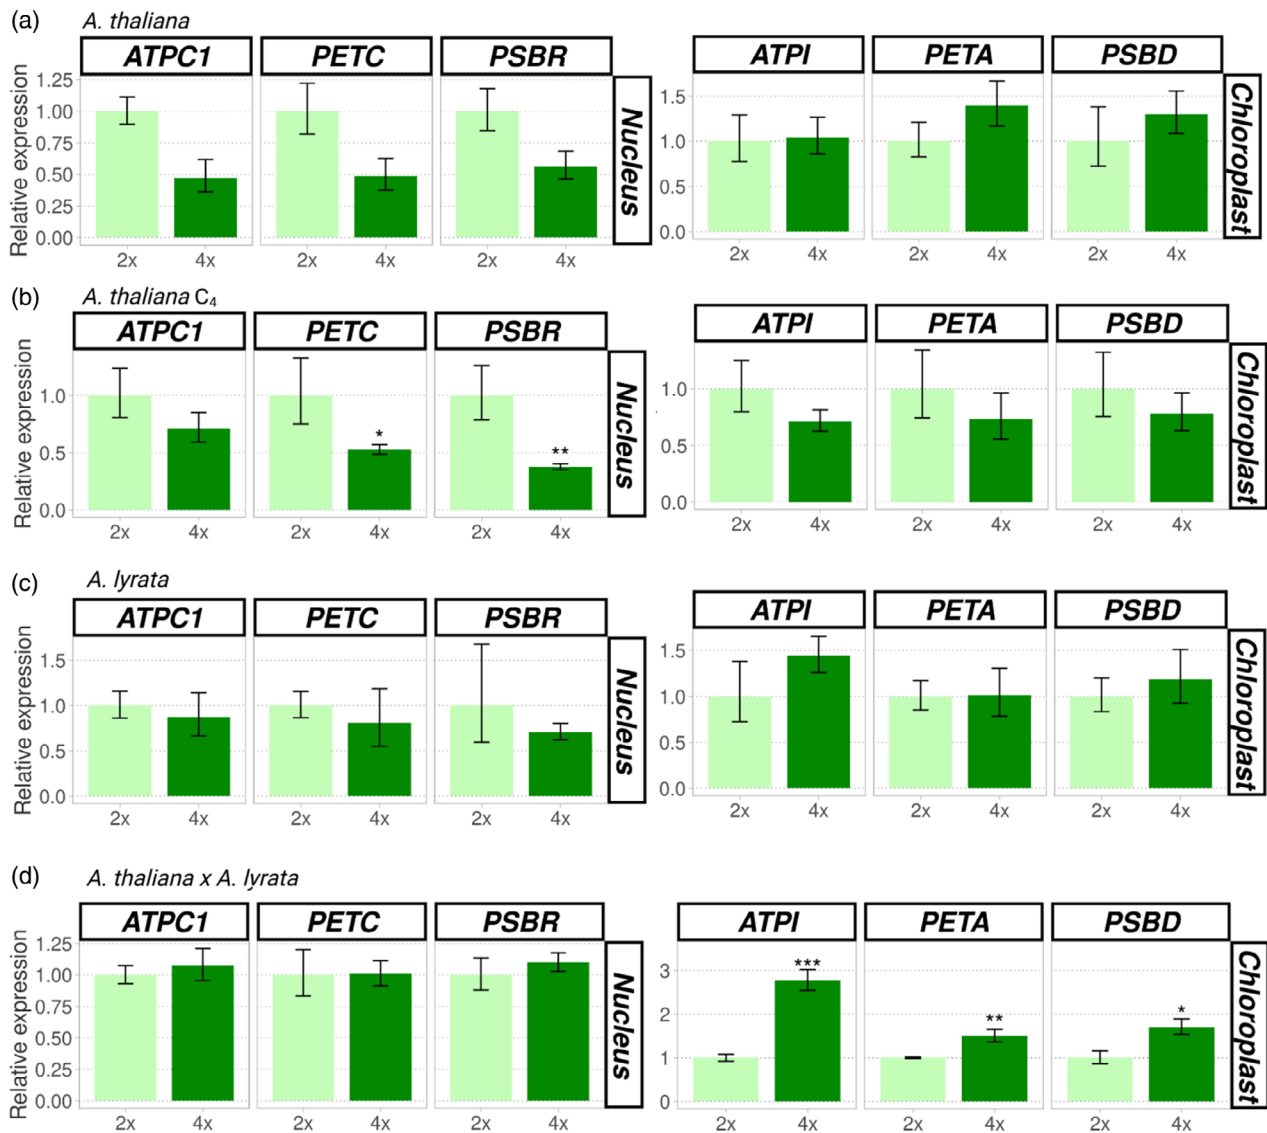 (a) A. thaliana
ATPC1 PETC PSBR ATPI PETA PSBD
Relative expression
1.25
1.00
0.75
0.50
0.25
0.00
Nucleus
1.5
1.0
0.5
0.0
Chloroplast
2x 4x 2x 4x 2x 4x 2x 4x 2x 4x 2x 4x
(b) A. thaliana C₄
ATPC1 PETC PSBR ATPI PETA PSBD
Relative expression
1.0
0.5
0.0
* **
Nucleus
1.0
0.5
0.0
Chloroplast
2x 4x 2x 4x 2x 4x 2x 4x 2x 4x 2x 4x
(c) A. lyrata
ATPC1 PETC PSBR ATPI PETA PSBD
Relative expression
1.5
1.0
0.5
0.0
Nucleus
1.5
1.0
0.5
0.0
Chloroplast
2x 4x 2x 4x 2x 4x 2x 4x 2x 4x 2x 4x
(d) A. thaliana x A. lyrata
ATPC1 PETC PSBR ATPI PETA PSBD
Relative expression
1.25
1.00
0.75
0.50
0.25
0.00
Nucleus
3
2
1
0
*** ** *
Chloroplast
2x 4x 2x 4x 2x 4x 2x 4x 2x 4x 2x 4x